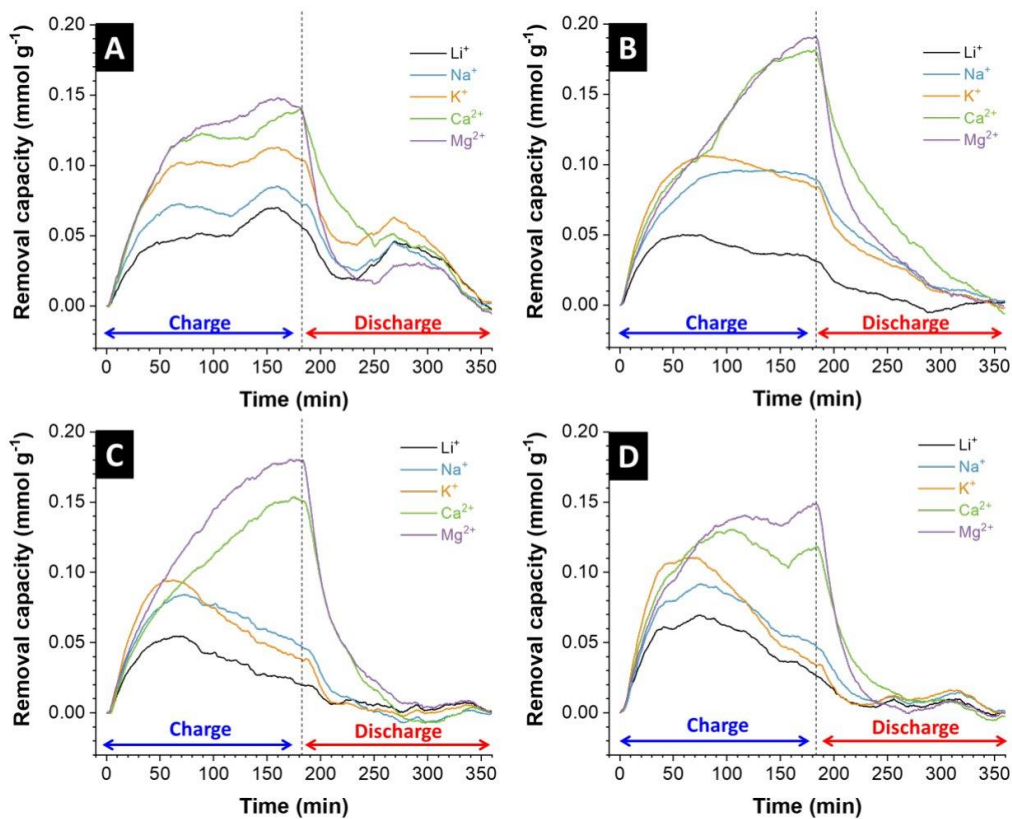 A
Li⁺
Na⁺
K⁺
Ca²⁺
Mg²⁺
Removal capacity (mmol g⁻¹)
0.20
0.15
0.10
0.05
0.00
Charge
Discharge
0 50 100 150 200 250 300 350
Time (min)
B
Li⁺
Na⁺
K⁺
Ca²⁺
Mg²⁺
Removal capacity (mmol g⁻¹)
0.20
0.15
0.10
0.05
0.00
Charge
Discharge
0 50 100 150 200 250 300 350
Time (min)
C
Li⁺
Na⁺
K⁺
Ca²⁺
Mg²⁺
Removal capacity (mmol g⁻¹)
0.20
0.15
0.10
0.05
0.00
Charge
Discharge
0 50 100 150 200 250 300 350
Time (min)
D
Li⁺
Na⁺
K⁺
Ca²⁺
Mg²⁺
Removal capacity (mmol g⁻¹)
0.20
0.15
0.10
0.05
0.00
Charge
Discharge
0 50 100 150 200 250 300 350
Time (min)